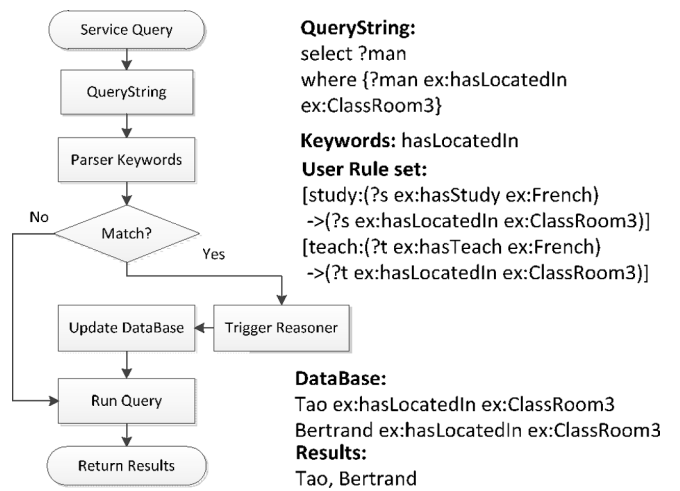 Service Query
QueryString
Parser Keywords
Match?
No
Yes
Trigger Reasoner
Update DataBase
Run Query
Return Results
QueryString:
select ?man
where {?man ex:hasLocatedIn
ex:ClassRoom3}
Keywords: hasLocatedIn
User Rule set:
[study:(?s ex:hasStudy ex:French)
->(?s ex:hasLocatedIn ex:ClassRoom3)]
[teach:(?t ex:hasTeach ex:French)
->(?t ex:hasLocatedIn ex:ClassRoom3)]
DataBase:
Tao ex:hasLocatedIn ex:ClassRoom3
Bertrand ex:hasLocatedIn ex:ClassRoom3
Results:
Tao, Bertrand